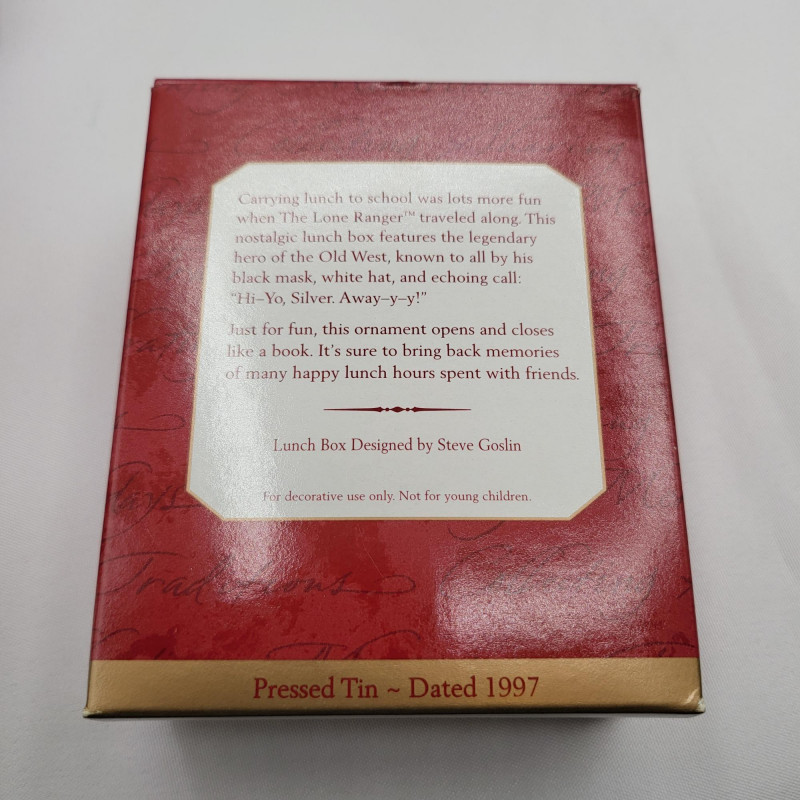 Carrying lunch to school was lots more fun
when The Lone Ranger™ traveled along. This
nostalgic lunch box features the legendary
hero of the Old West, known to all by his
black mask, white hat, and echoing call:
“Hi–Yo, Silver. Away–y–y!”
Just for fun, this ornament opens and closes
like a book. It’s sure to bring back memories
of many happy lunch hours spent with friends.
Lunch Box Designed by Steve Goslin
For decorative use only. Not for young children.
Traditions
Pressed Tin ~ Dated 1997